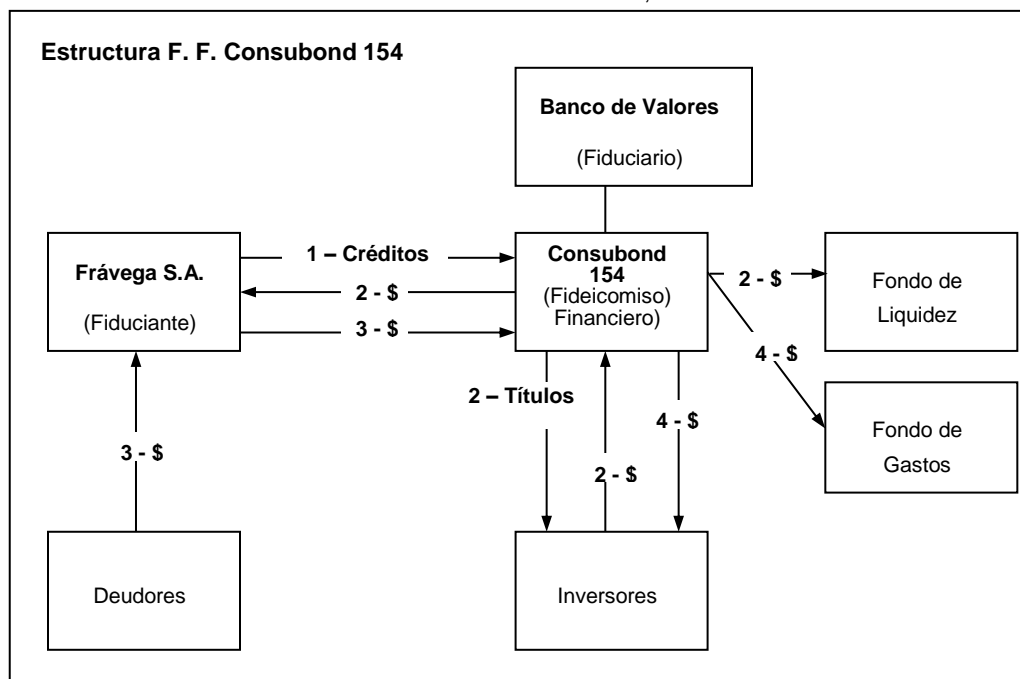 Estructura F. F. Consubond 154
Banco de Valores
(Fiduciario)
Frávega S.A.
(Fiduciante)
1 – Créditos
2 - $
3 - $
Consubond
154
(Fideicomiso)
Financiero)
2 - $
Fondo de
Liquidez
4 - $
Fondo de
Gastos
2 – Títulos
4 - $
3 - $
2 - $
Deudores
Inversores